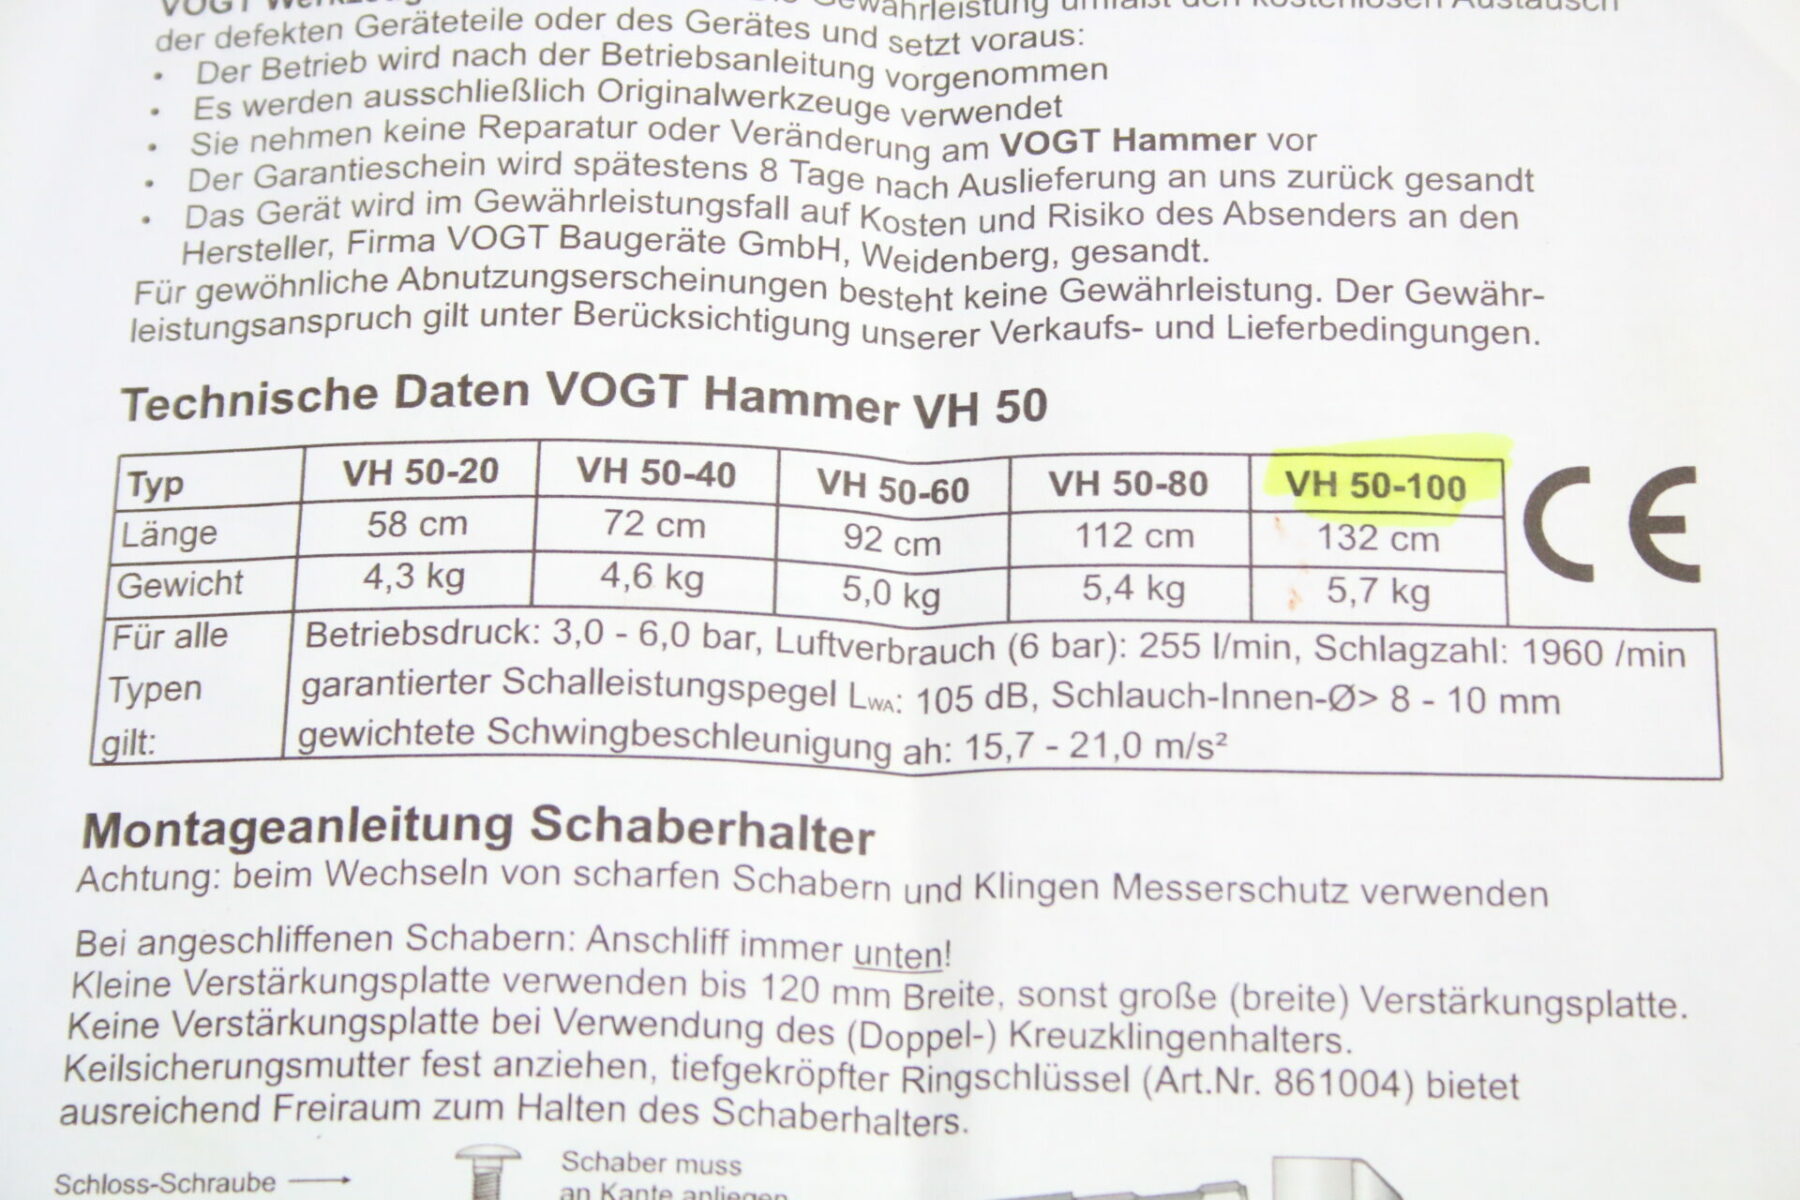 der defekten Geräteteile oder des Gerätes und setzt voraus:
• Der Betrieb wird nach der Betriebsanleitung vorgenommen
• Es werden ausschließlich Originalwerkzeuge verwendet
• Sie nehmen keine Reparatur oder Veränderung am VOGT Hammer vor
• Der Garantieschein wird spätestens 8 Tage nach Auslieferung an uns zurück gesandt
• Das Gerät wird im Gewährleistungsfall auf Kosten und Risiko des Absenders an den
Hersteller, Firma VOGT Baugeräte GmbH, Weidenberg, gesandt.
Für gewöhnliche Abnutzungserscheinungen besteht keine Gewährleistung. Der Gewähr-
leistungsanspruch gilt unter Berücksichtigung unserer Verkaufs- und Lieferbedingungen.
Technische Daten VOGT Hammer VH 50
Typ VH 50-20 VH 50-40 VH 50-60 VH 50-80 VH 50-100
Länge 58 cm 72 cm 92 cm 112 cm 132 cm
Gewicht 4,3 kg 4,6 kg 5,0 kg 5,4 kg 5,7 kg
CE
Für alle Betriebsdruck: 3,0 - 6,0 bar, Luftverbrauch (6 bar): 255 l/min, Schlagzahl: 1960 /min
Typen garantierter Schalleistungspegel LWA: 105 dB, Schlauch-Innen-Ø> 8 - 10 mm
gilt: gewichtete Schwingbeschleunigung ah: 15,7 - 21,0 m/s²
Montageanleitung Schaberhalter
Achtung: beim Wechseln von scharfen Schabern und Klingen Messerschutz verwenden
Bei angeschliffenen Schabern: Anschliff immer unten!
Kleine Verstärkungsplatte verwenden bis 120 mm Breite, sonst große (breite) Verstärkungsplatte.
Keine Verstärkungsplatte bei Verwendung des (Doppel-) Kreuzklingenhalters.
Keilsicherungsmutter fest anziehen, tiefgekröpfter Ringschlüssel (Art.Nr. 861004) bietet
ausreichend Freiraum zum Halten des Schaberhalters.
Schloss-Schraube
Schaber muss
an Kante anliegen